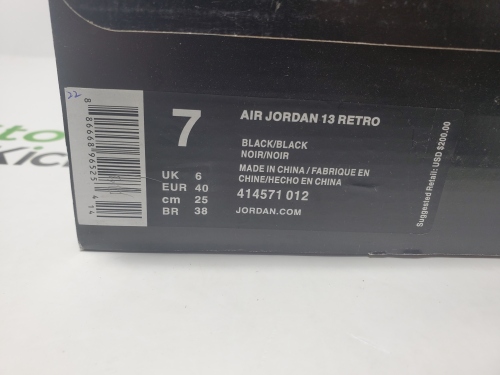 22
7
AIR JORDAN 13 RETRO
BLACK/BLACK
NOIR/NOIR
MADE IN CHINA / FABRIQUE EN
CHINE/HECHO EN CHINA
414571 012
JORDAN.COM
UK 6
EUR 40
cm 25
BR 38
Suggested Retail: USD $200.00